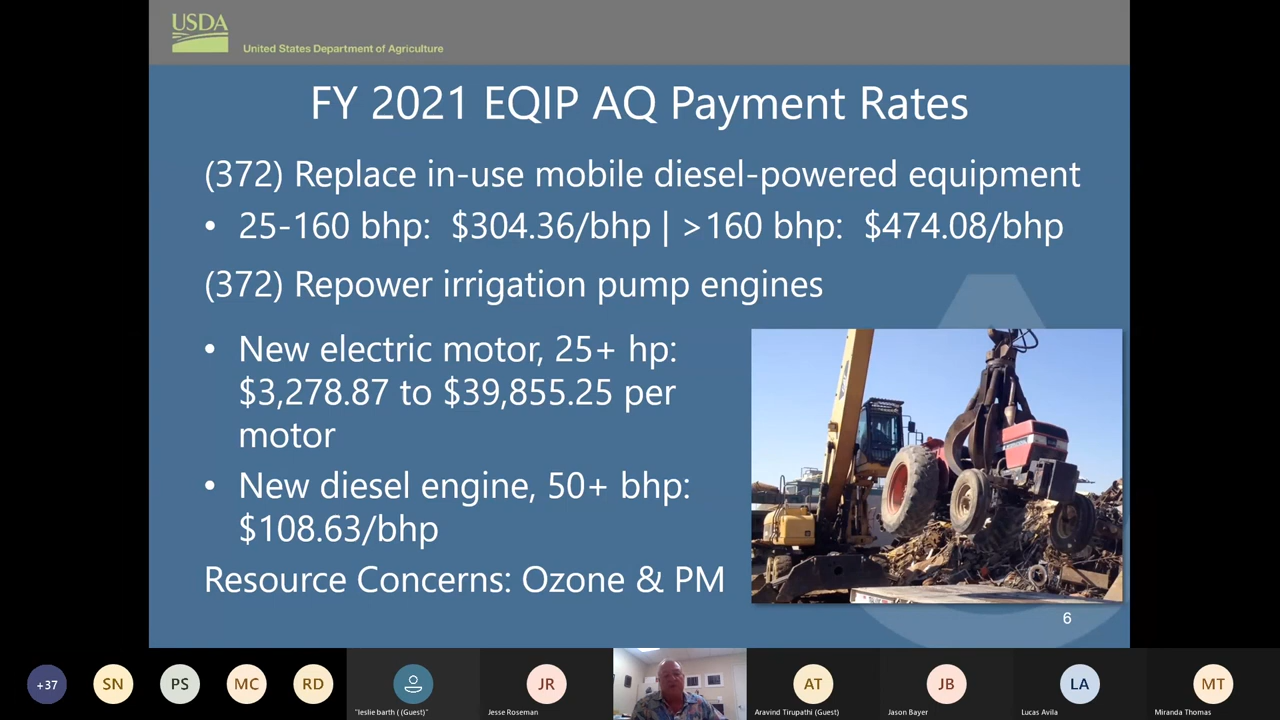 USDA
United States Department of Agriculture
FY 2021 EQIP AQ Payment Rates
(372) Replace in-use mobile diesel-powered equipment
• 25-160 bhp: $304.36/bhp | >160 bhp: $474.08/bhp
(372) Repower irrigation pump engines
• New electric motor, 25+ hp:
$3,278.87 to $39,855.25 per
motor
• New diesel engine, 50+ bhp:
$108.63/bhp
Resource Concerns: Ozone & PM
6
+37
SN
PS
MC
RD
"leslie barth ( (Guest)"
JR
Jesse Roseman
AT
Aravind Tirupathi (Guest)
JB
Jason Bayer
LA
Lucas Avila
MT
Miranda Thomas